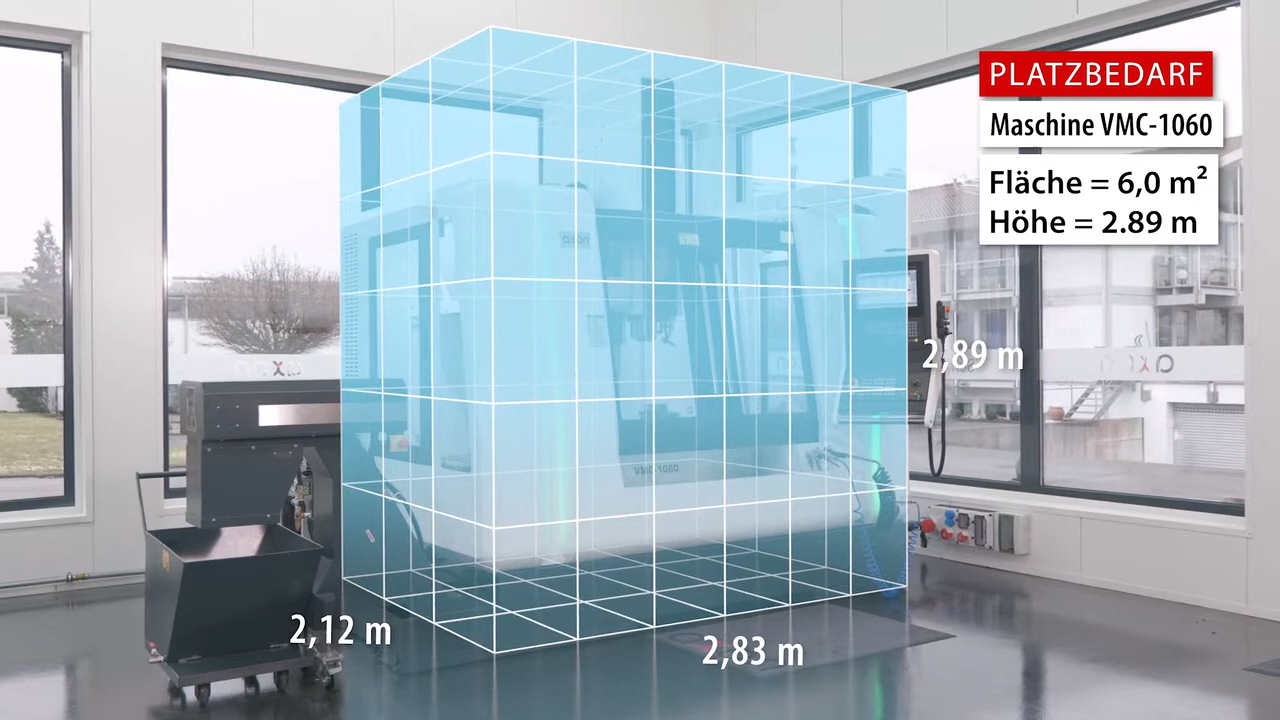 PLATZBEDARF
Maschine VMC-1060
Fläche = 6,0 m²
Höhe = 2.89 m
2,89 m
2,12 m
2,83 m
VMC-1060